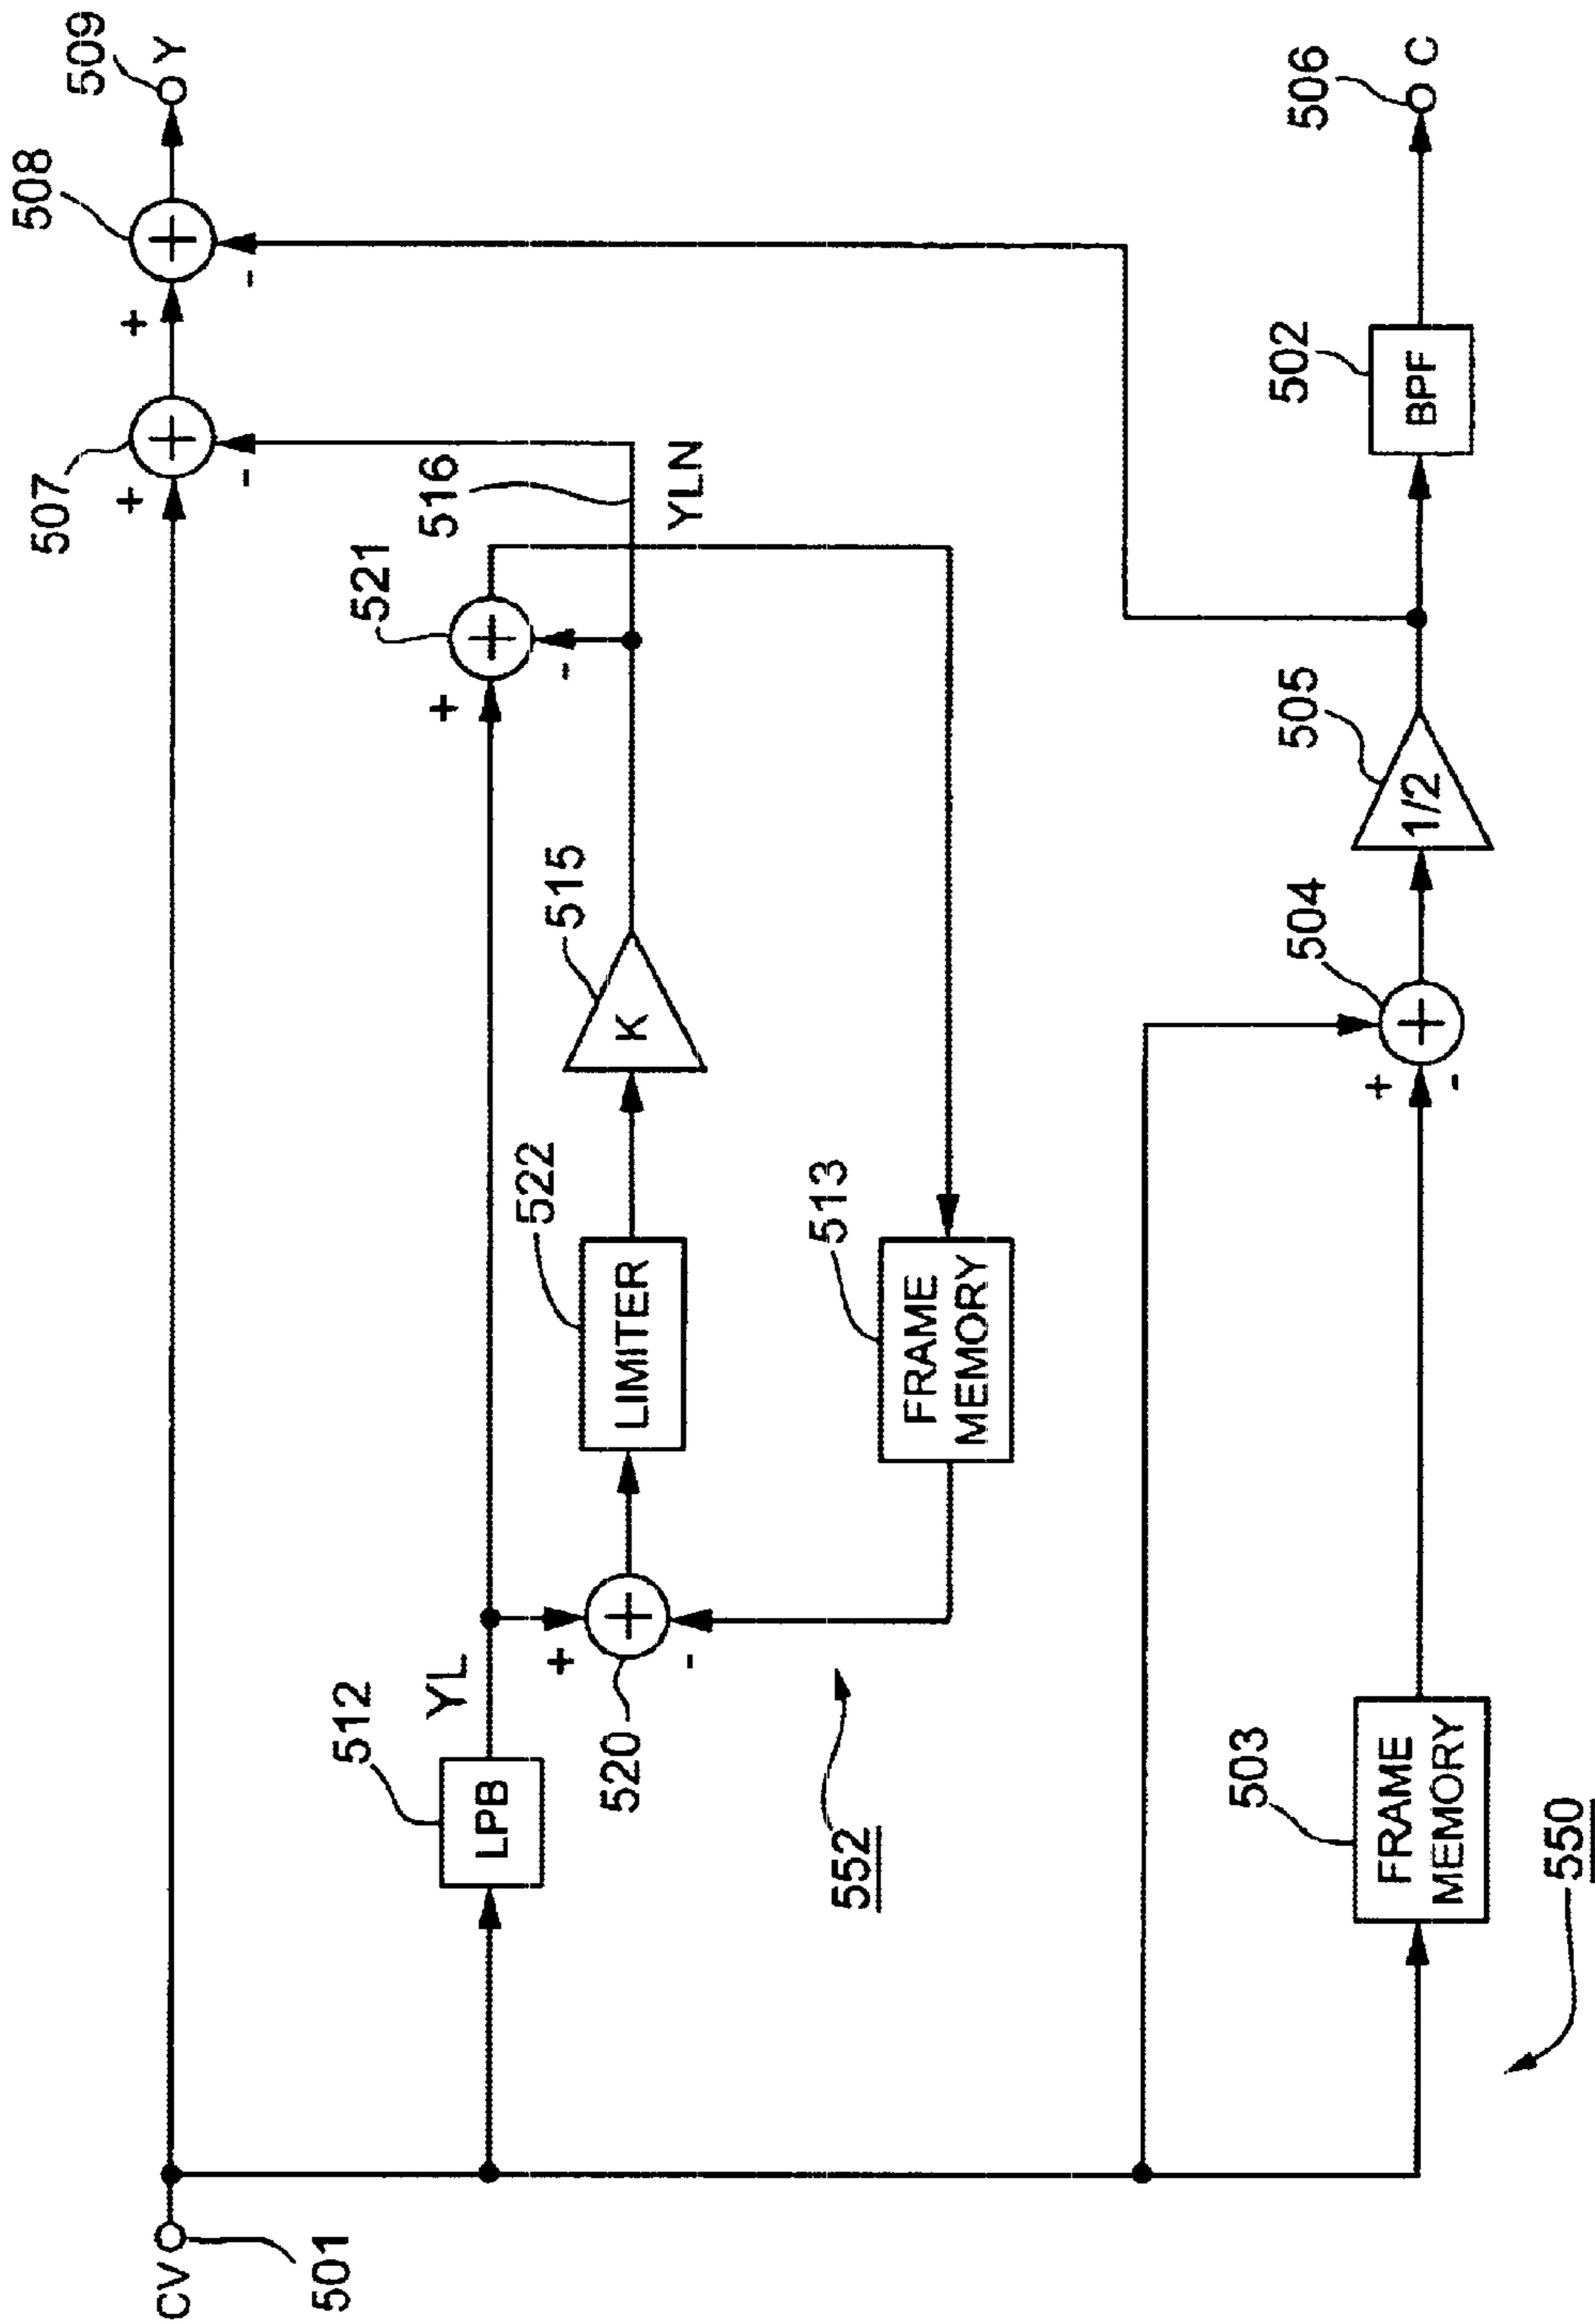 CV
501
507
+
-
508
+
-
509
Y
512
LPB
YL
520
+
-
522
LIMITER
515
K
521
+
-
516
YLN
513
FRAME
MEMORY
552
503
FRAME
MEMORY
504
+
-
505
1/2
502
BPF
506
C
550